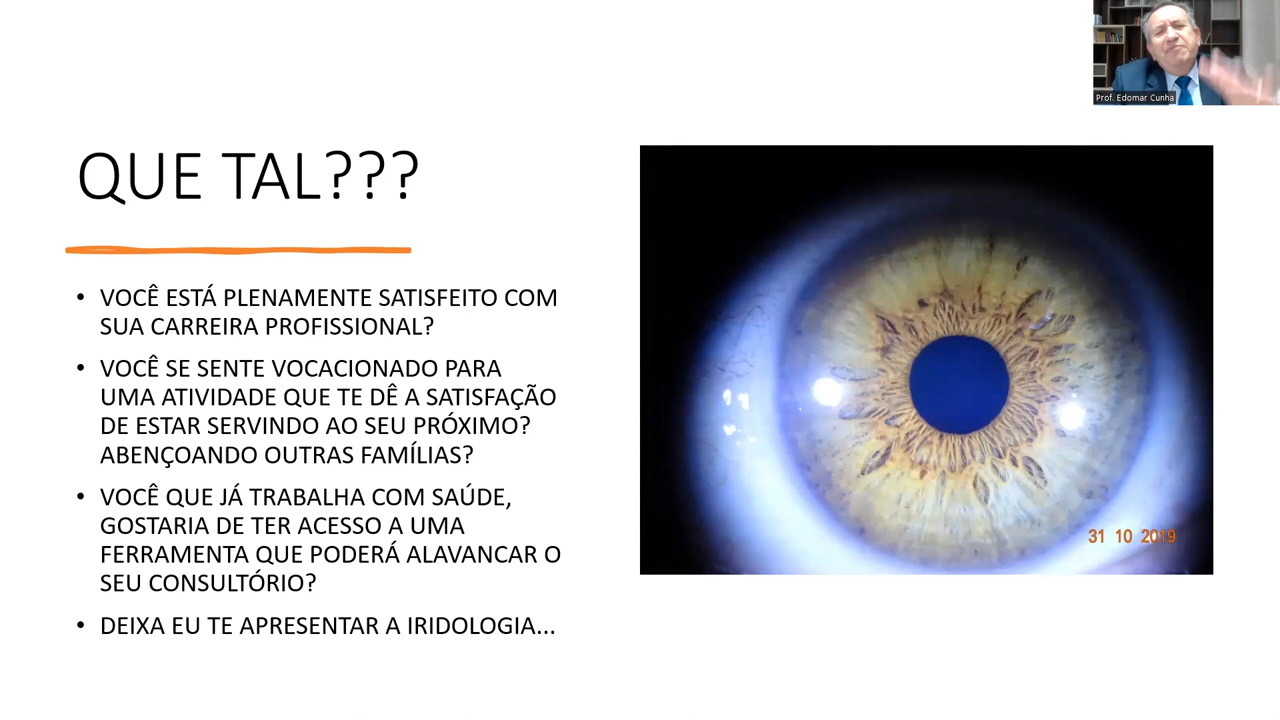 Prof. Edomar Cunha
QUE TAL???
• VOCÊ ESTÁ PLENAMENTE SATISFEITO COM
SUA CARREIRA PROFISSIONAL?
• VOCÊ SE SENTE VOCACIONADO PARA
UMA ATIVIDADE QUE TE DÊ A SATISFAÇÃO
DE ESTAR SERVINDO AO SEU PRÓXIMO?
ABENÇOANDO OUTRAS FAMÍLIAS?
• VOCÊ QUE JÁ TRABALHA COM SAÚDE,
GOSTARIA DE TER ACESSO A UMA
FERRAMENTA QUE PODERÁ ALAVANCAR O
SEU CONSULTÓRIO?
• DEIXA EU TE APRESENTAR A IRIDOLOGIA...
31 10 2019